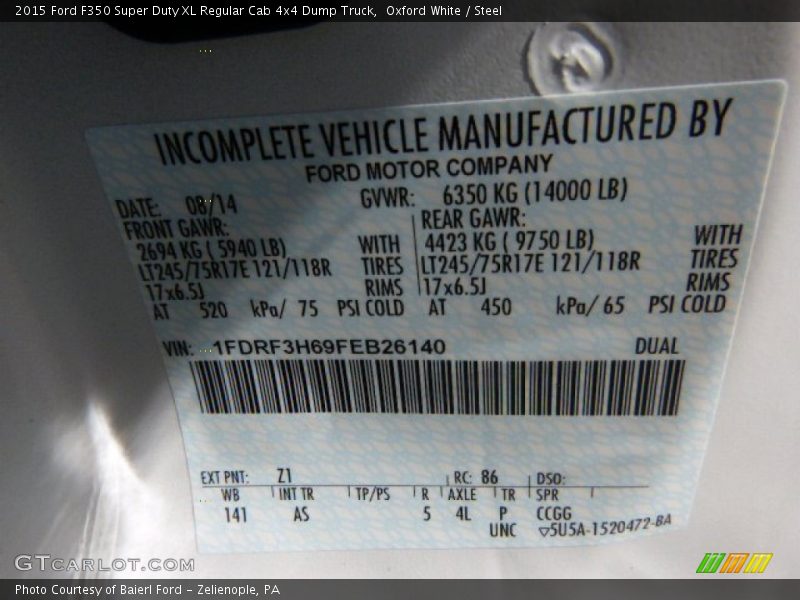 2015 Ford F350 Super Duty XL Regular Cab 4x4 Dump Truck,  Oxford White / Steel
INCOMPLETE VEHICLE MANUFACTURED BY
FORD MOTOR COMPANY
DATE: 08/14 GVWR: 6350 KG (14000 LB)
FRONT GAWR: REAR GAWR:
2694 KG ( 5940 LB) WITH 4423 KG ( 9750 LB) WITH
LT245/75R17E 121/118R TIRES LT245/75R17E 121/118R TIRES
17x6.5J RIMS 17x6.5J RIMS
AT 520 kPa/ 75 PSI COLD AT 450 kPa/ 65 PSI COLD
VIN: 1FDRF3H69FEB26140 DUAL
EXT PNT: Z1 RC: 86 DSO:
WB INT TR TP/PS R AXLE TR SPR
141 AS 5 4L P CCGG
UNC ▽5U5A-1520472-BA
GTCARLOT.COM
Photo Courtesy of Baierl Ford - Zelienople, PA